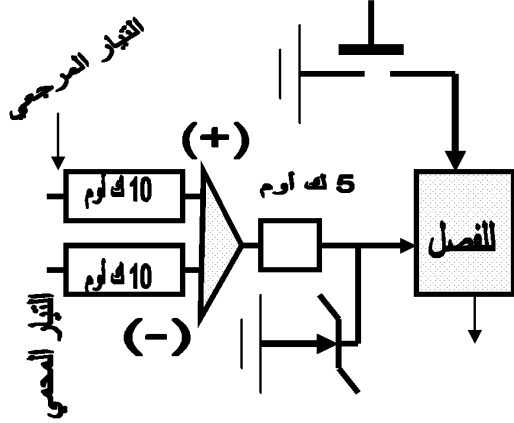 التيار المرجعي
(+)
10 ك أوم
5 ك أوم
10 ك أوم
للفصل
(-)
التيار المحمي